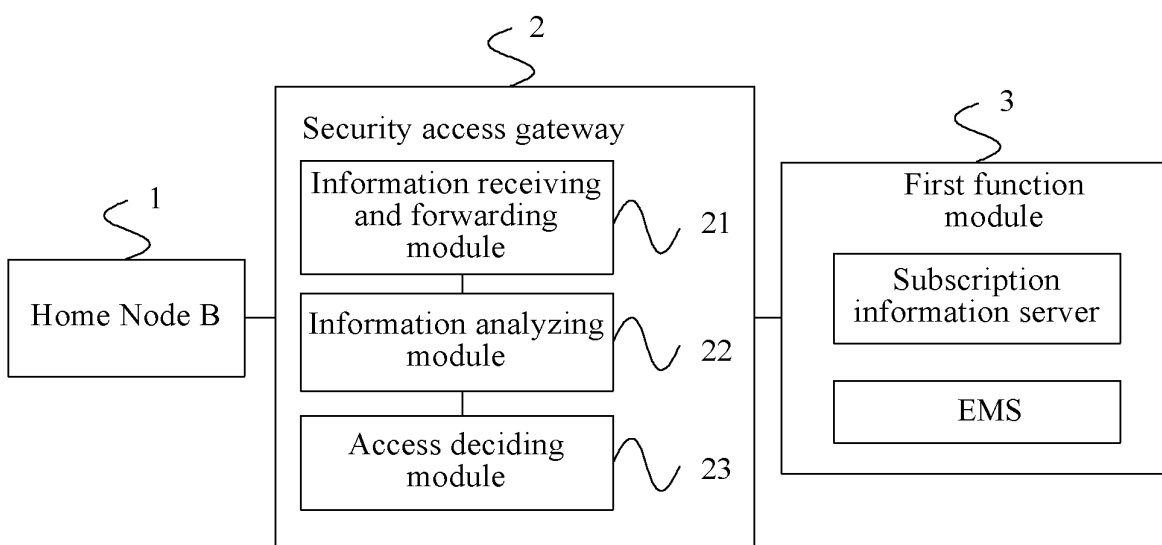 1
Home Node B
2
Security access gateway
Information receiving
and forwarding
module
21
Information analyzing
module
22
Access deciding
module
23
3
First function
module
Subscription
information server
EMS